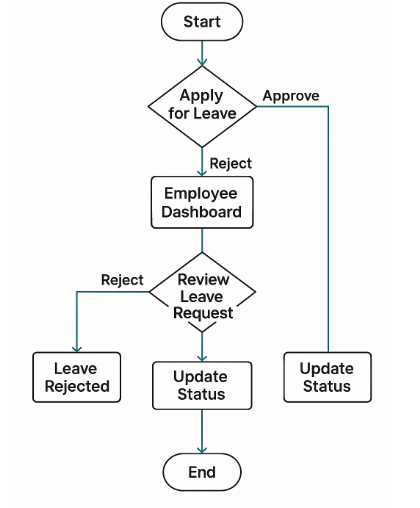 Start
Apply
for Leave
Approve
Reject
Employee
Dashboard
Reject
Review
Leave
Request
Leave
Rejected
Update
Status
Update
Status
End